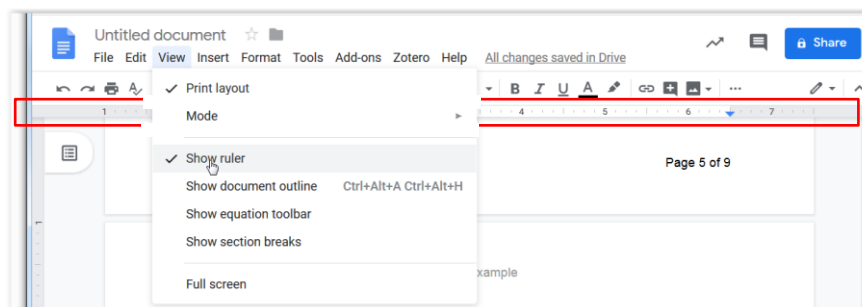 Untitled document
Share
File Edit View Insert Format Tools Add-ons Zotero Help All changes saved in Drive
Print layout
B I U A
Mode
1 4 5 6 7
Show ruler
Page 5 of 9
Show document outline Ctrl+Alt+A Ctrl+Alt+H
Show equation toolbar
1
Show section breaks
xample
Full screen